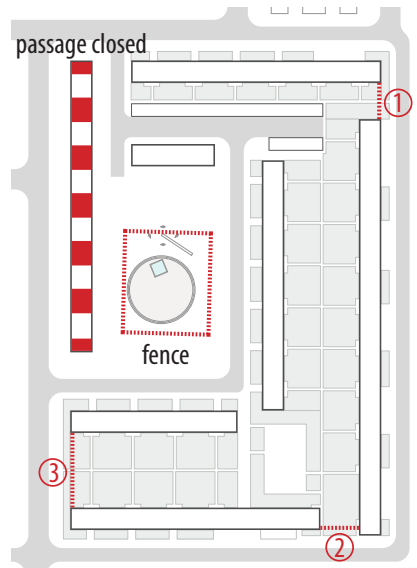 passage closed
①
fence
③
②